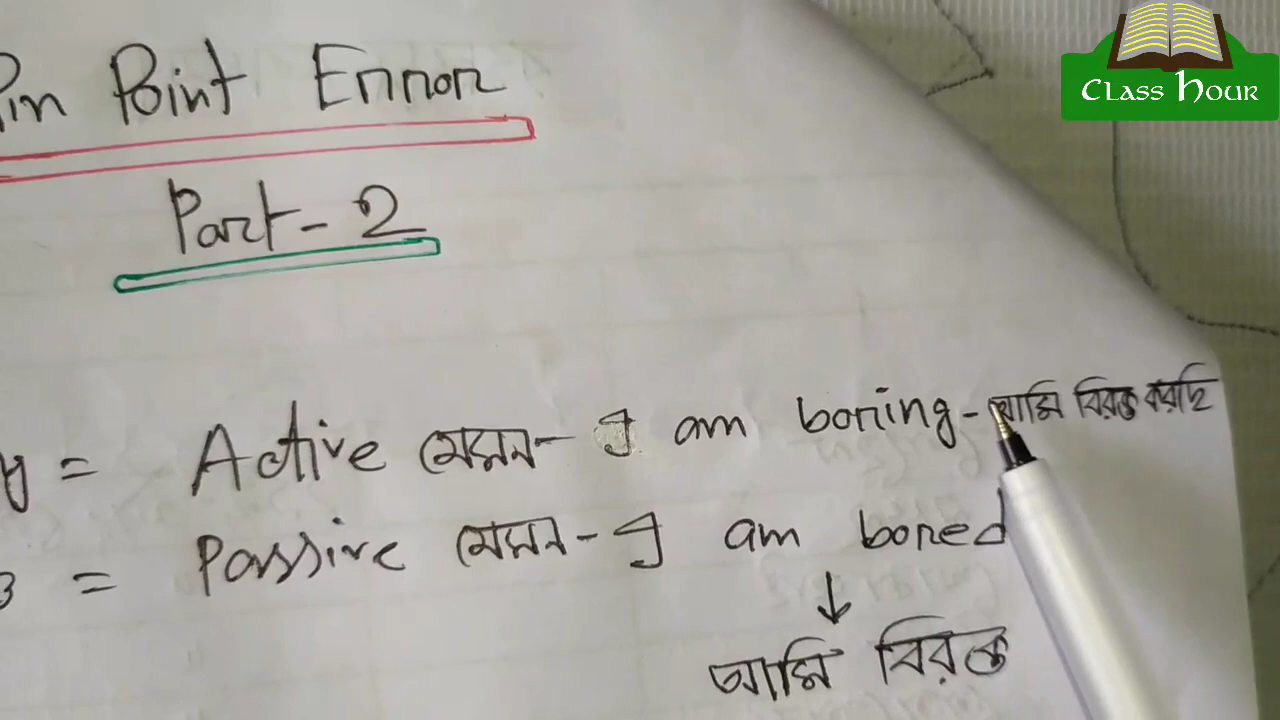 CLASS HOUR
Pin Point Error
Part - 2
y = Active যেমন - I am boring - আমি বিরক্ত করছি
3 = Passive যেমন - I am bored
↓
আমি বিরক্ত